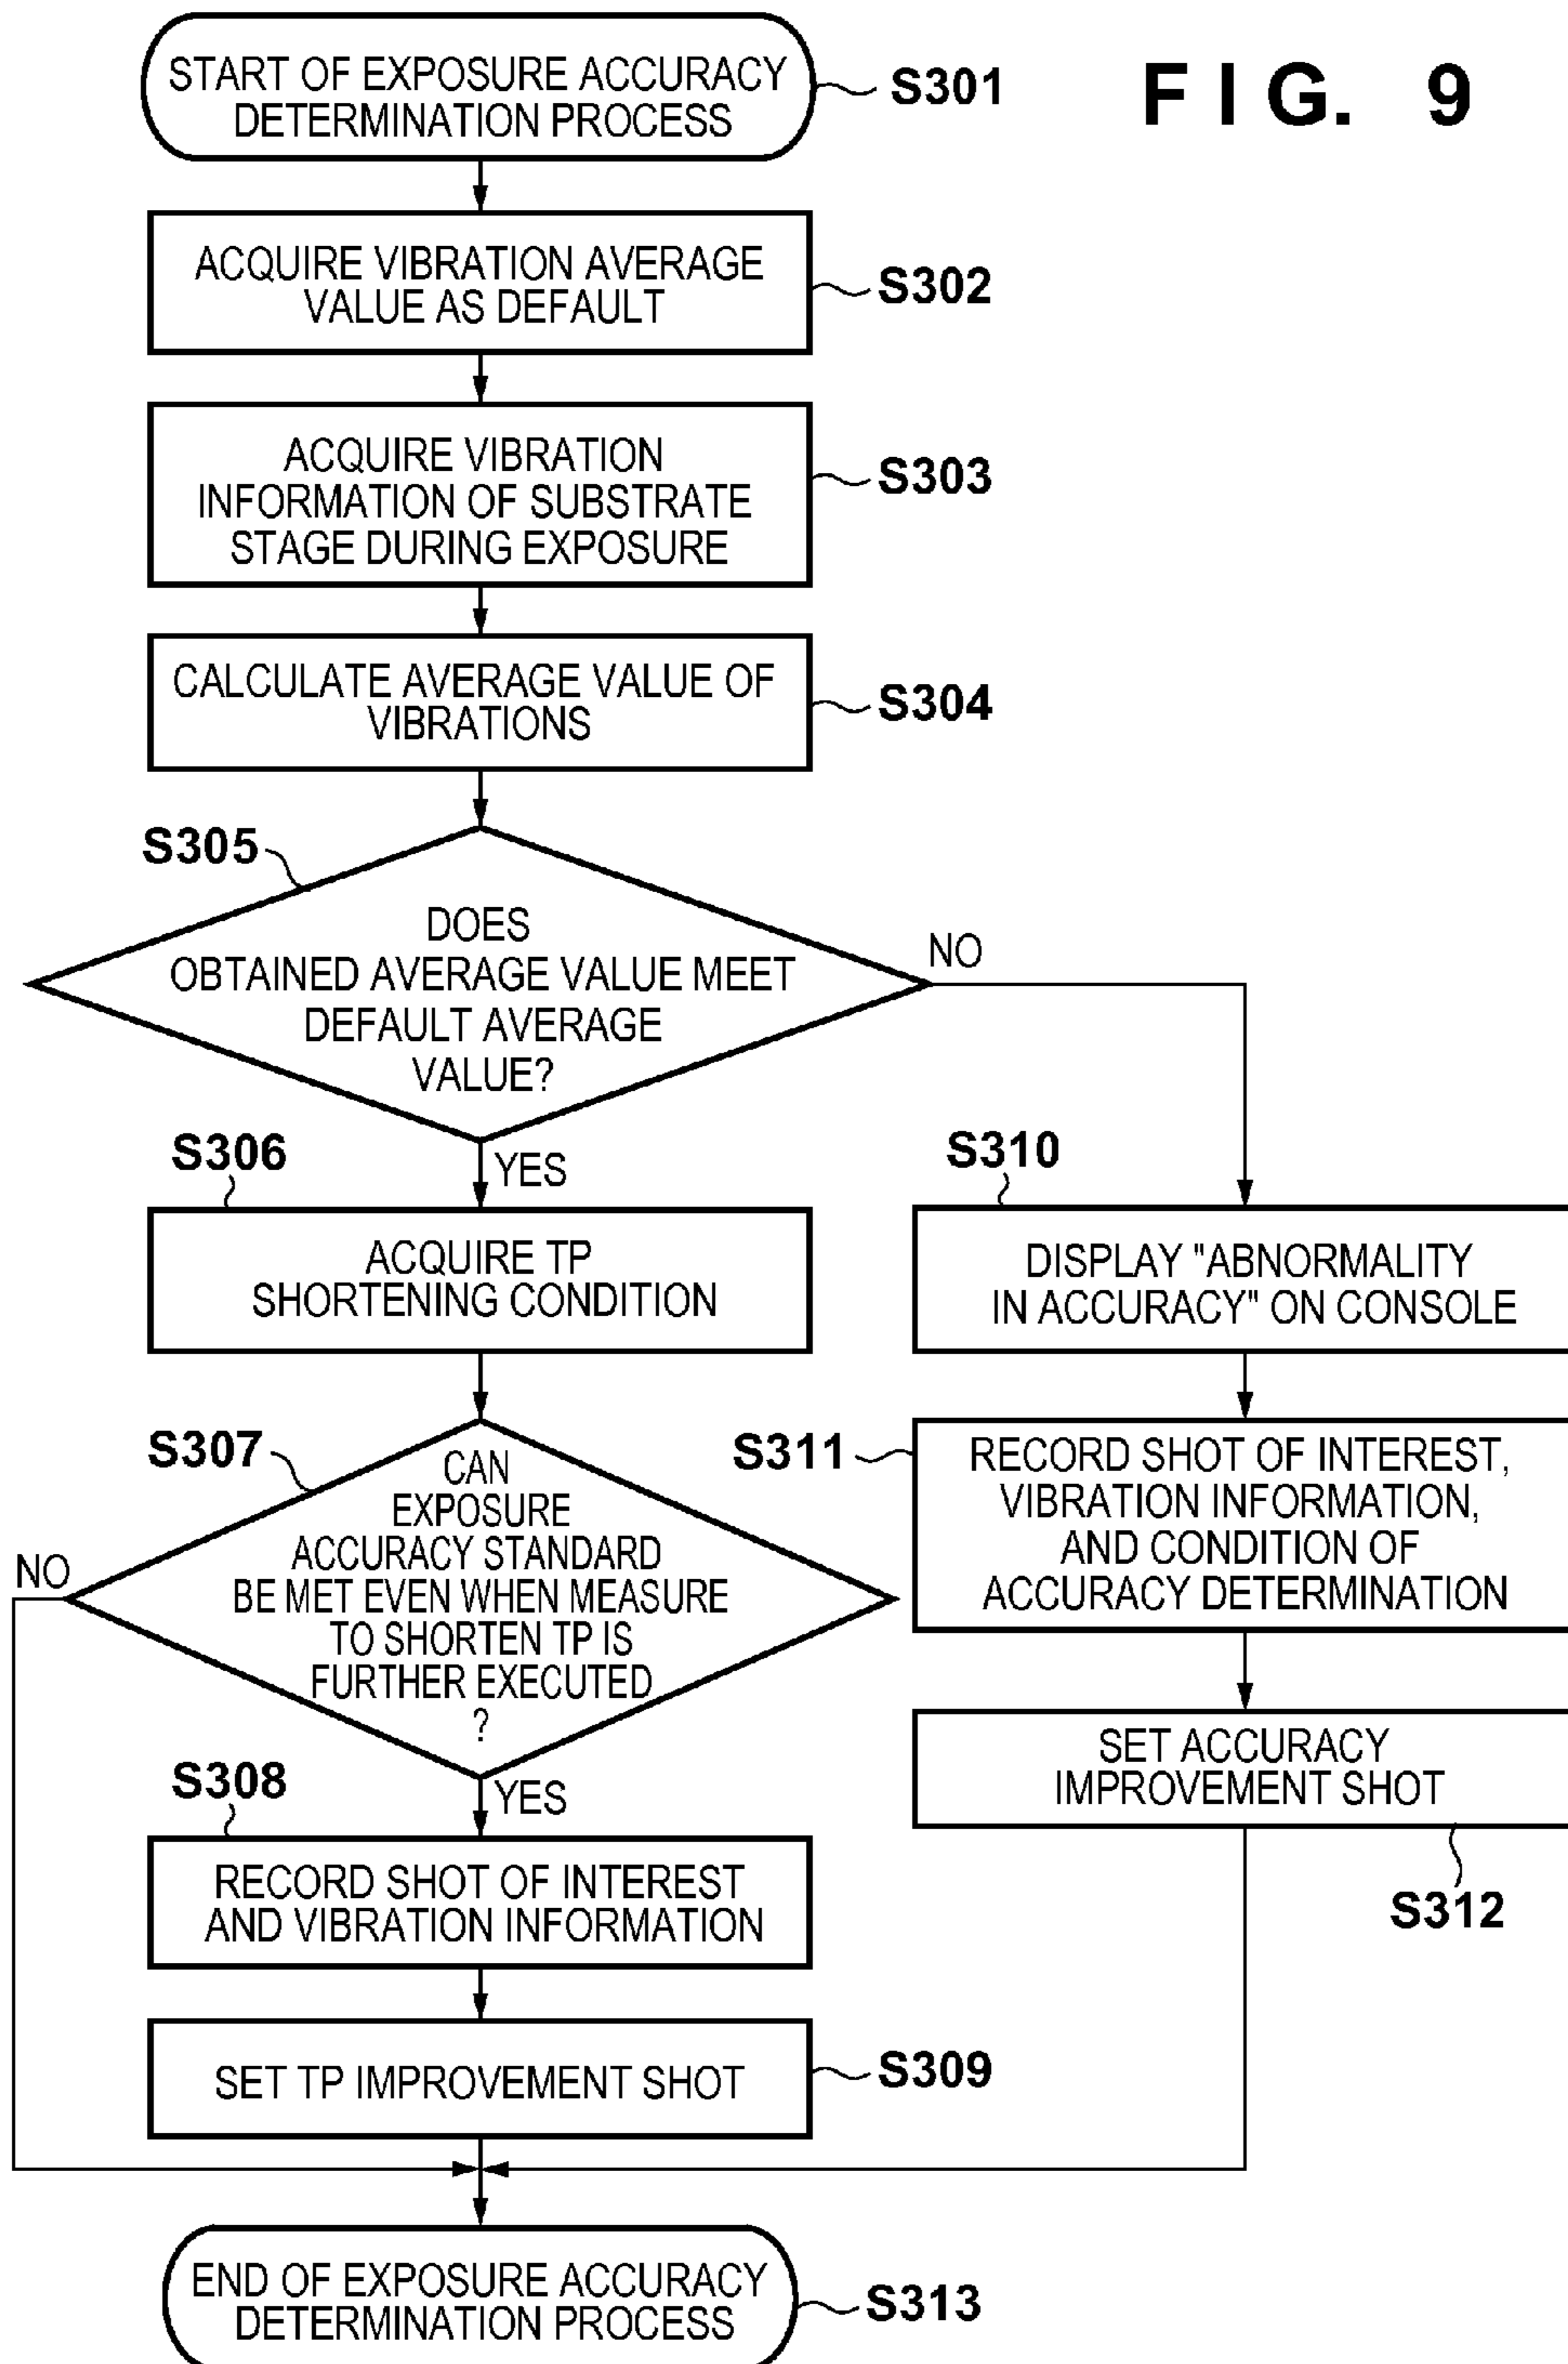 FIG. 9
START OF EXPOSURE ACCURACY
DETERMINATION PROCESS
S301
ACQUIRE VIBRATION AVERAGE
VALUE AS DEFAULT
S302
ACQUIRE VIBRATION
INFORMATION OF SUBSTRATE
STAGE DURING EXPOSURE
S303
CALCULATE AVERAGE VALUE OF
VIBRATIONS
S304
S305
DOES
OBTAINED AVERAGE VALUE MEET
DEFAULT AVERAGE
VALUE?
NO
YES
S306
ACQUIRE TP
SHORTENING CONDITION
S307
CAN
EXPOSURE
ACCURACY STANDARD
BE MET EVEN WHEN MEASURE
TO SHORTEN TP IS
FURTHER EXECUTED
?
NO
YES
S308
RECORD SHOT OF INTEREST
AND VIBRATION INFORMATION
SET TP IMPROVEMENT SHOT
S309
S310
DISPLAY "ABNORMALITY
IN ACCURACY" ON CONSOLE
S311
RECORD SHOT OF INTEREST,
VIBRATION INFORMATION,
AND CONDITION OF
ACCURACY DETERMINATION
SET ACCURACY
IMPROVEMENT SHOT
S312
END OF EXPOSURE ACCURACY
DETERMINATION PROCESS
S313